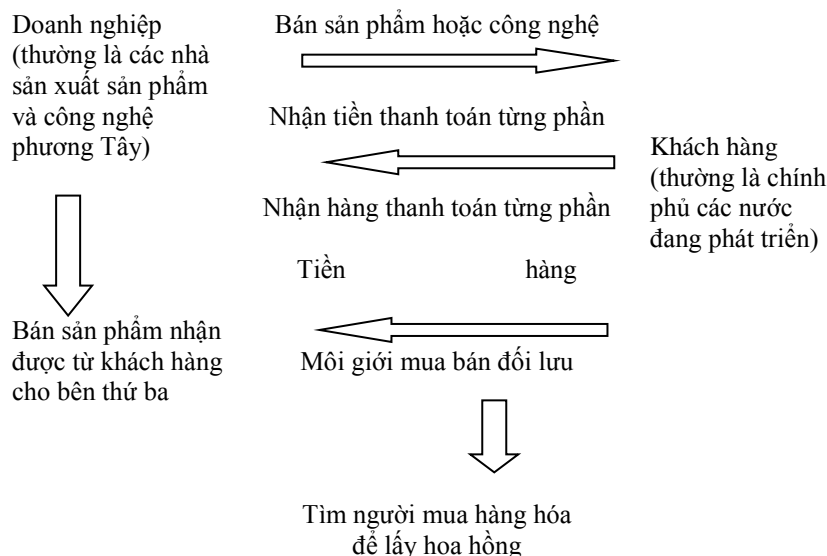 Doanh nghiệp
(thường là các nhà
sản xuất sản phẩm
và công nghệ
phương Tây)
Bán sản phẩm hoặc công nghệ
Nhận tiền thanh toán từng phần
Khách hàng
(thường là chính
phủ các nước
đang phát triển)
Nhận hàng thanh toán từng phần
Tiền hàng
Bán sản phẩm nhận
được từ khách hàng
cho bên thứ ba
Môi giới mua bán đối lưu
Tìm người mua hàng hóa
để lấy hoa hồng